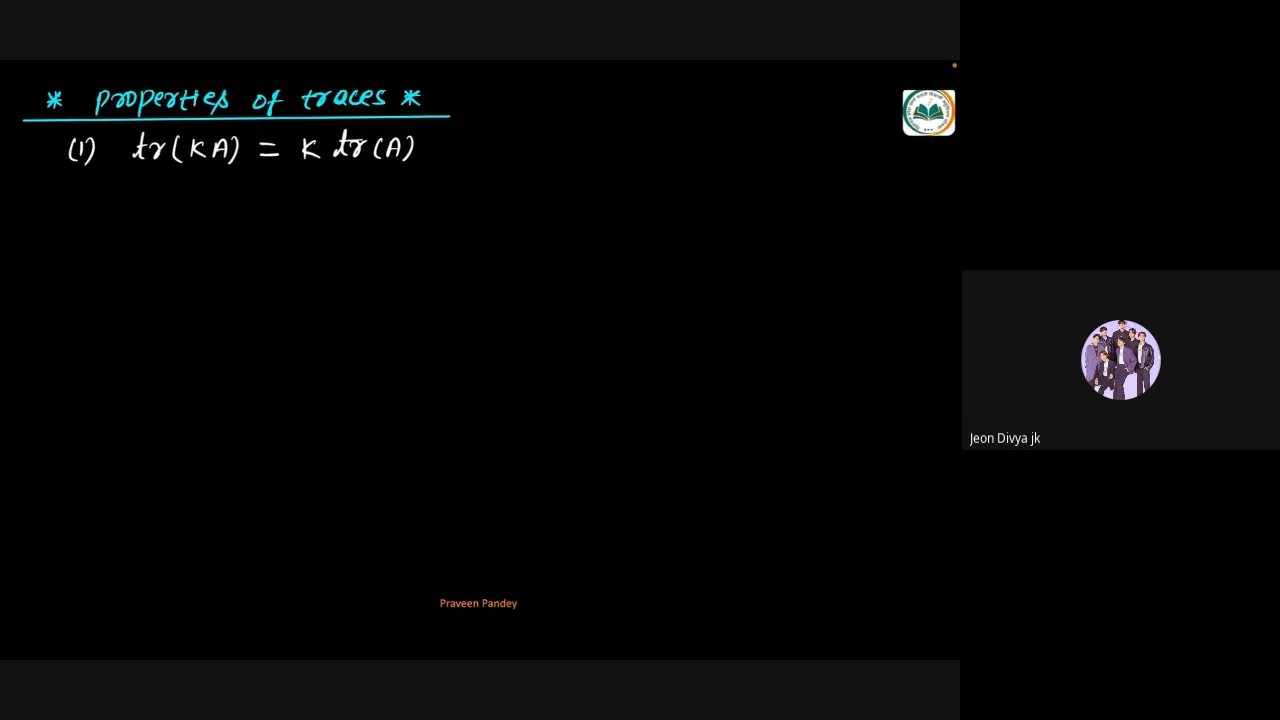 * properties of traces *
(1) tr(KA) = K tr(A)
Jeon Divya jk
Praveen Pandey